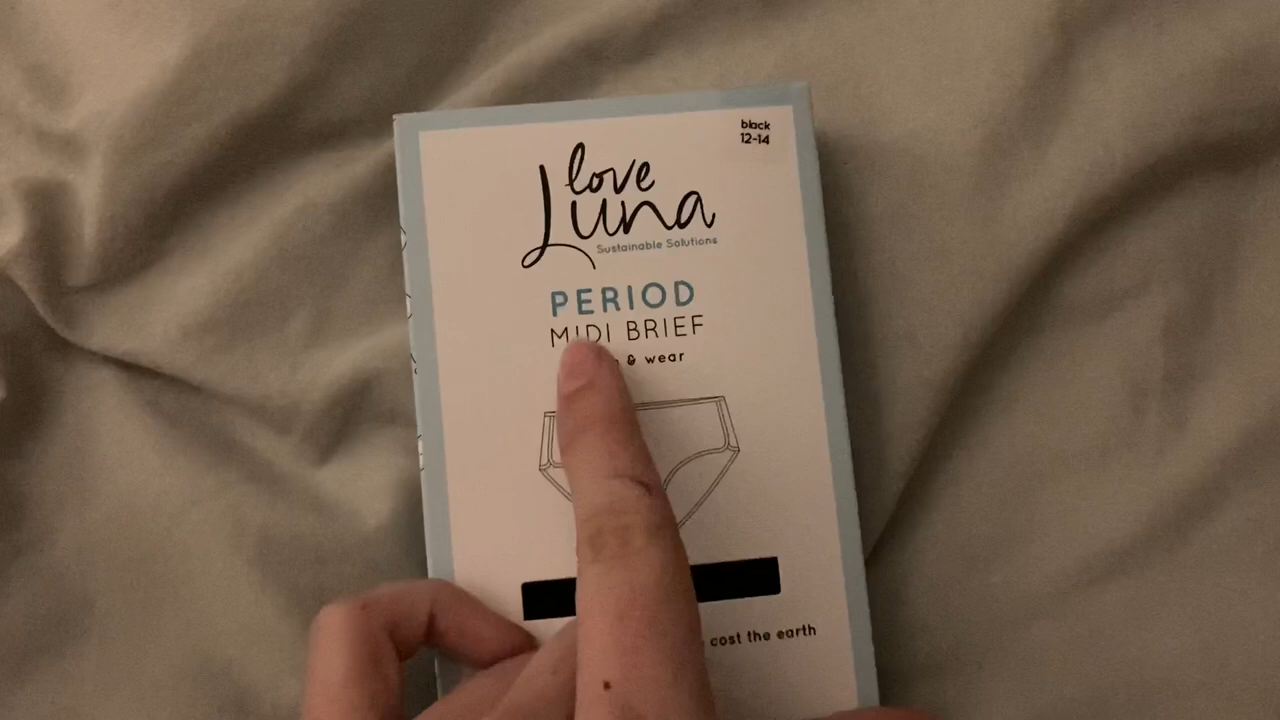 black
12-14
love
Luna
Sustainable Solutions
PERIOD
MIDI BRIEF
& wear
cost the earth